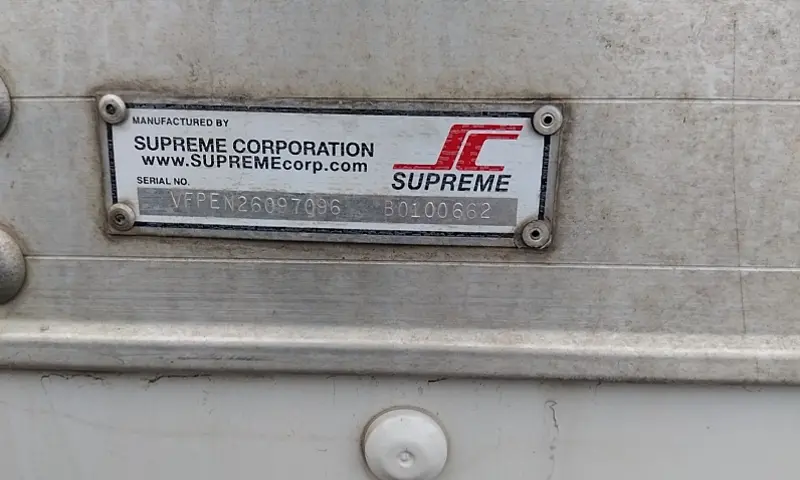 MANUFACTURED BY
SUPREME CORPORATION
www.SUPREMEcorp.com
SERIAL NO.
SUPREME
VFPEN26097096 B0100662